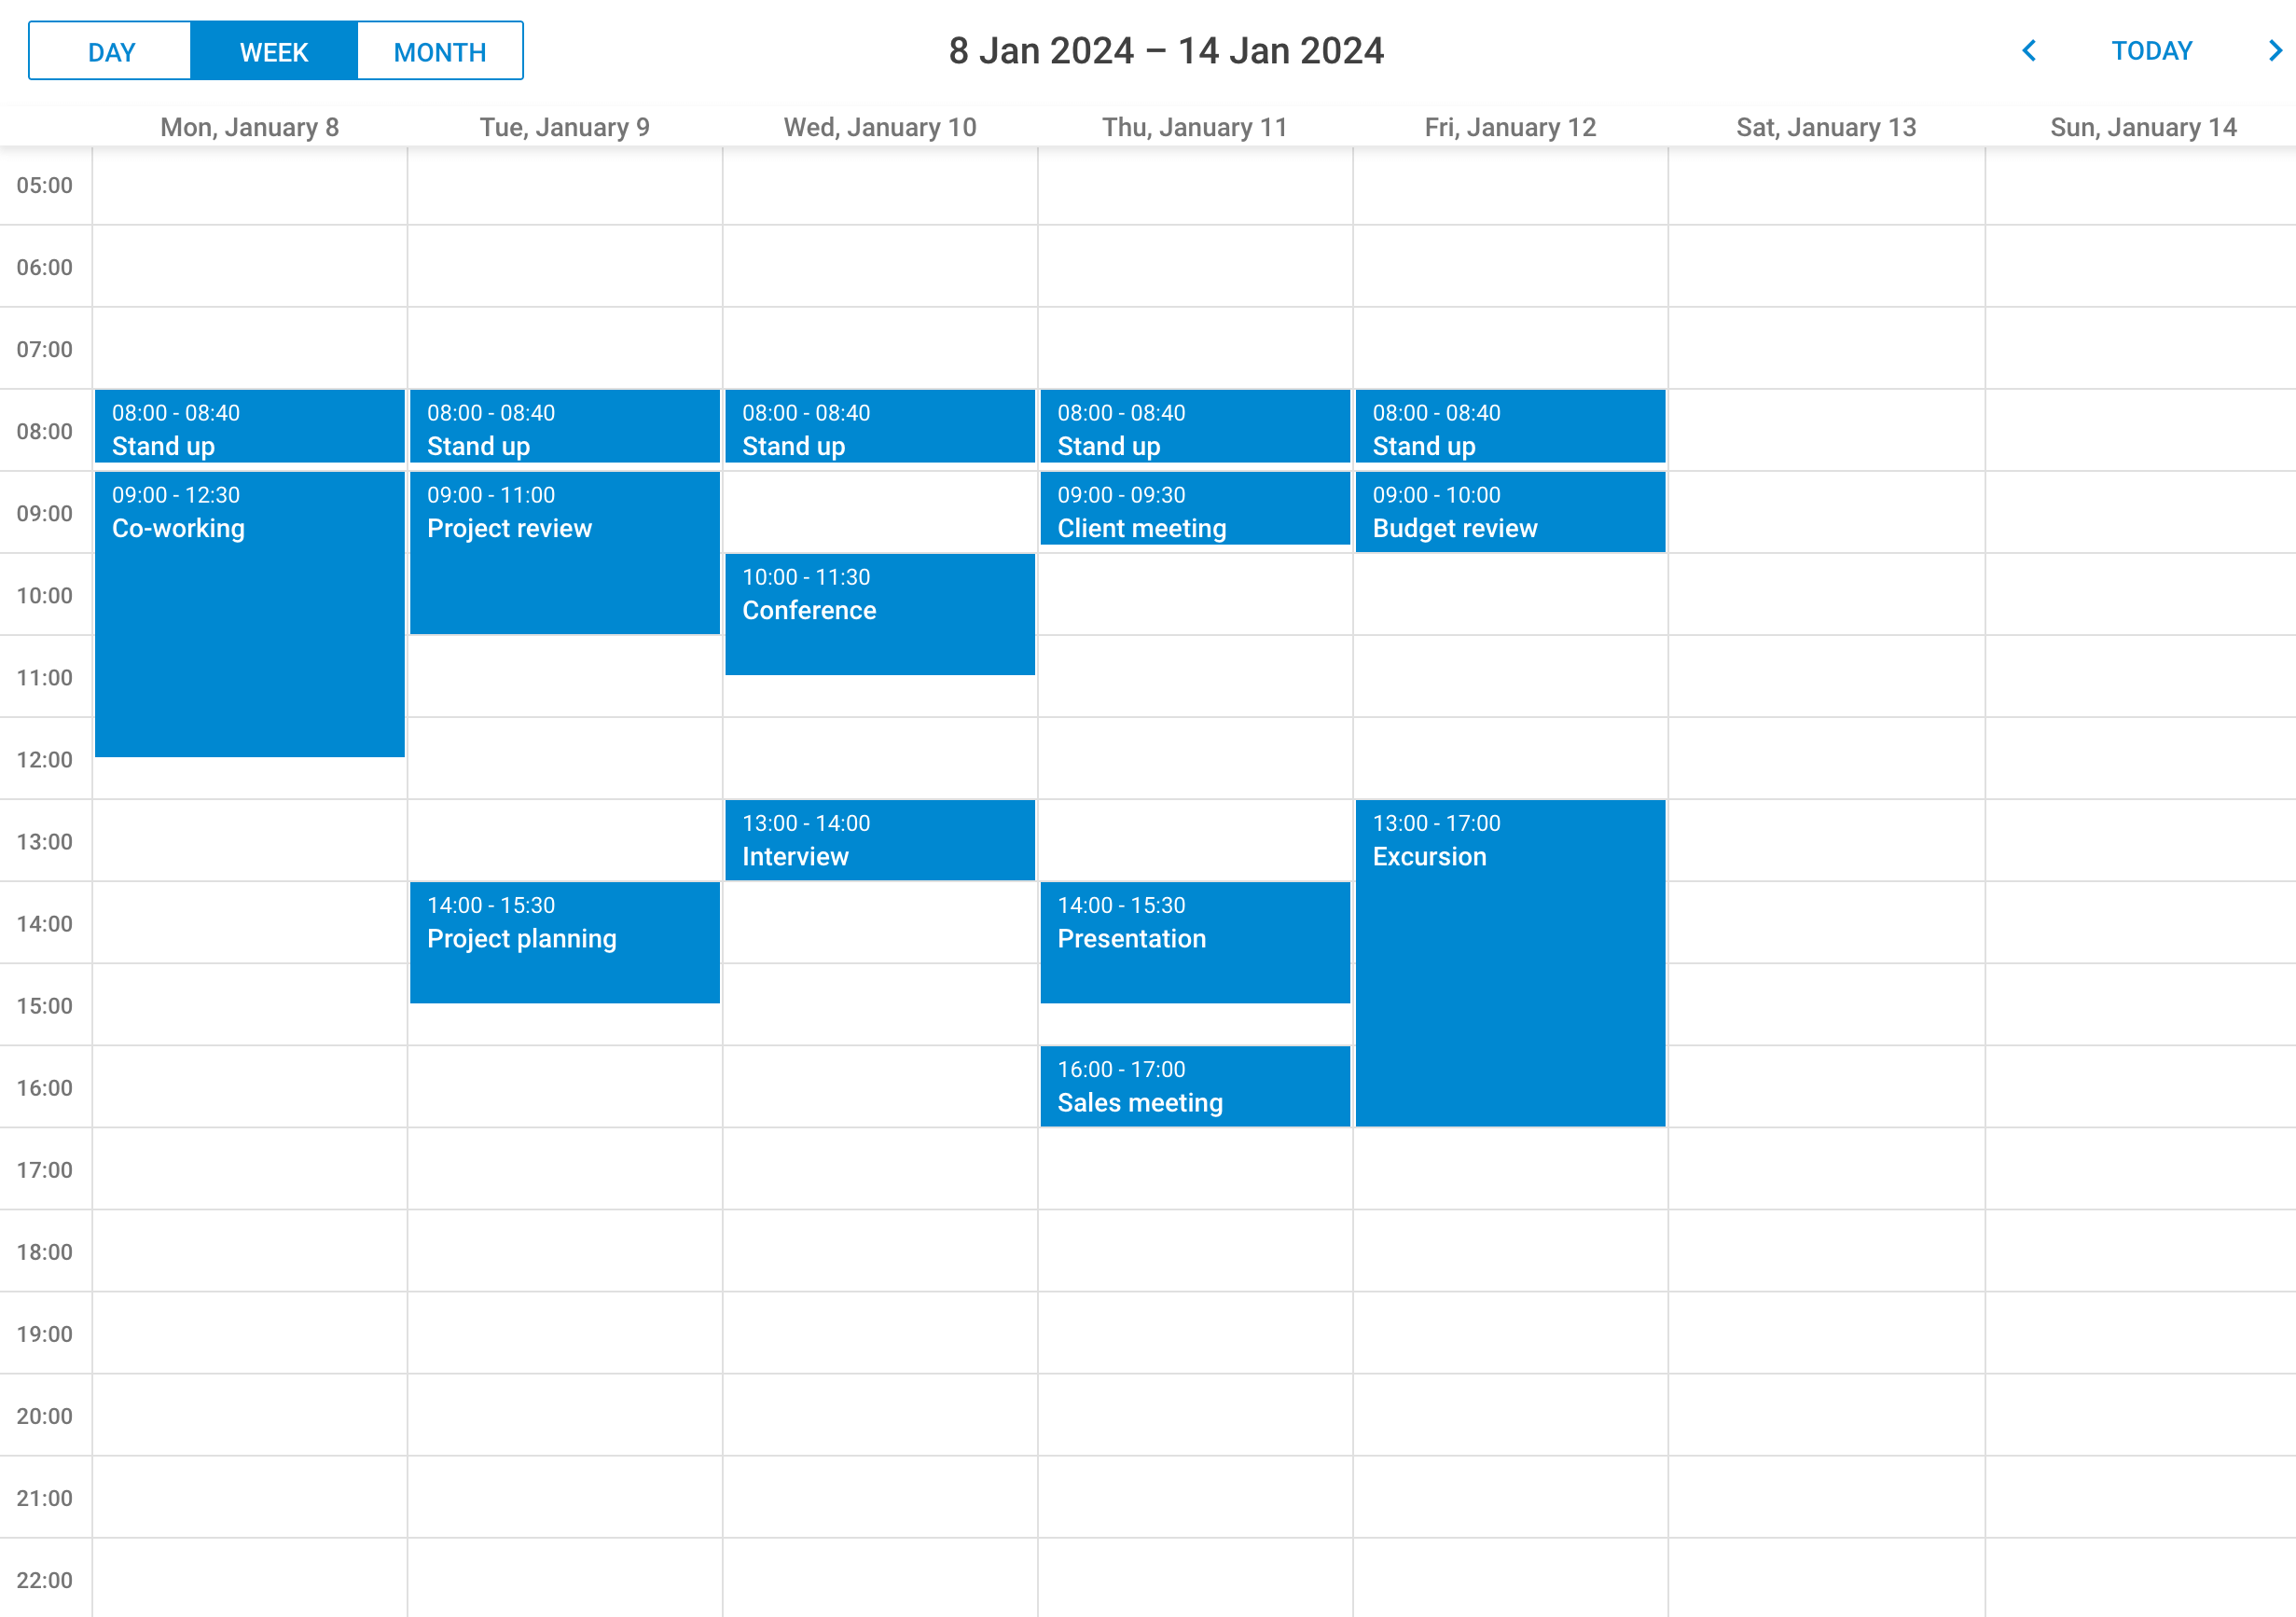 DAY WEEK MONTH 8 Jan 2024 – 14 Jan 2024 TODAY
Mon, January 8 Tue, January 9 Wed, January 10 Thu, January 11 Fri, January 12 Sat, January 13 Sun, January 14
05:00
06:00
07:00
08:00 - 08:40 08:00 - 08:40 08:00 - 08:40 08:00 - 08:40 08:00 - 08:40
08:00
Stand up Stand up Stand up Stand up Stand up
09:00 - 12:30 09:00 - 11:00 09:00 - 09:30 09:00 - 10:00
09:00
Co-working Project review Client meeting Budget review
10:00 - 11:30
10:00
Conference
11:00
12:00
13:00 - 14:00 13:00 - 17:00
13:00
Interview Excursion
14:00 - 15:30 14:00 - 15:30
14:00
Project planning Presentation
15:00
16:00 - 17:00
16:00
Sales meeting
17:00
18:00
19:00
20:00
21:00
22:00